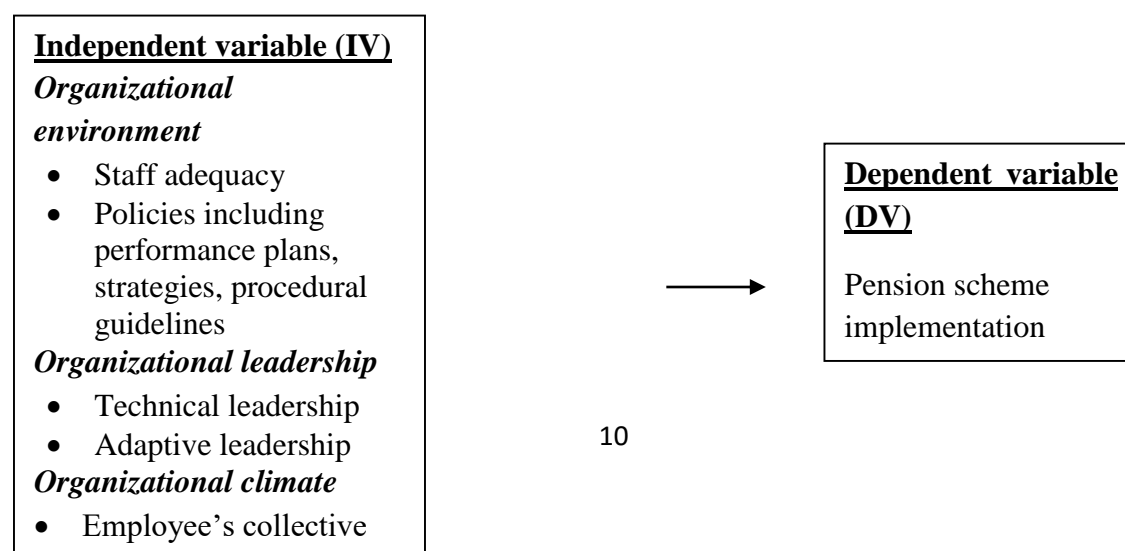 Independent variable (IV)
Organizational
environment
• Staff adequacy
• Policies including
performance plans,
strategies, procedural
guidelines
Organizational leadership
• Technical leadership
• Adaptive leadership
Organizational climate
• Employee's collective
Dependent variable
(DV)
Pension scheme
implementation
10